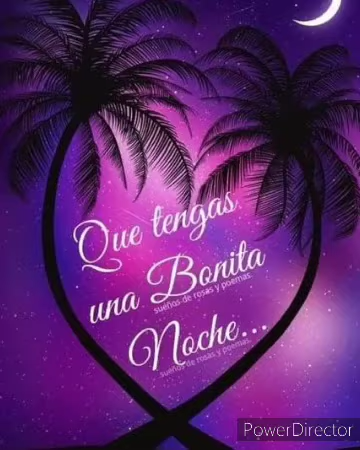 Que tengas
una Bonita
sueños de rosas y poemas.
Noche...
sueños de rosas y poemas.
PowerDirector